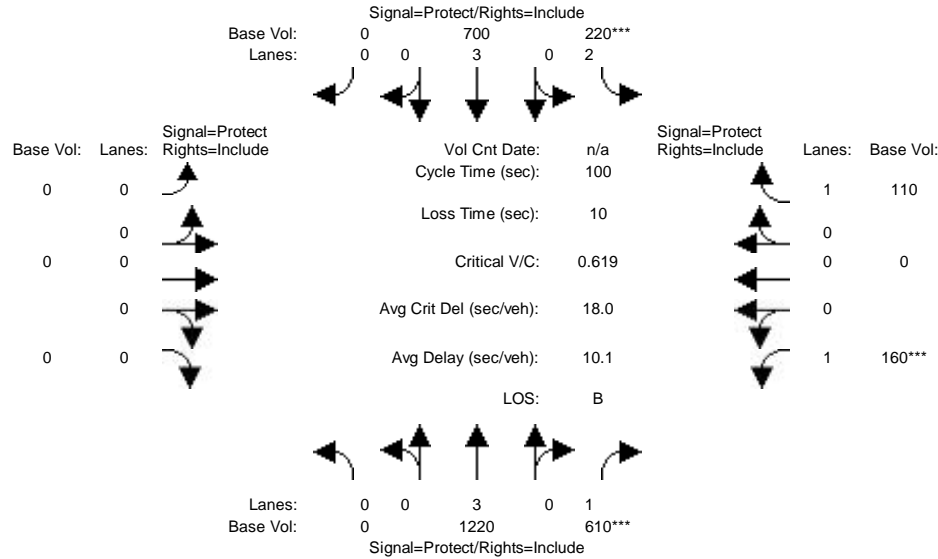 Signal=Protect/Rights=Include
Base Vol: 0 700 220***
Lanes: 0 0 3 0 2
Signal=Protect
Base Vol: Lanes: Rights=Include
Vol Cnt Date: n/a
Signal=Protect
Rights=Include Lanes: Base Vol:
Cycle Time (sec): 100
0 0
1 110
Loss Time (sec): 10
0
0
0 0
Critical V/C: 0.619
0 0
0
Avg Crit Del (sec/veh): 18.0
0
0 0
Avg Delay (sec/veh): 10.1
1 160***
LOS: B
Lanes: 0 0 3 0 1
Base Vol: 0 1220 610***
Signal=Protect/Rights=Include